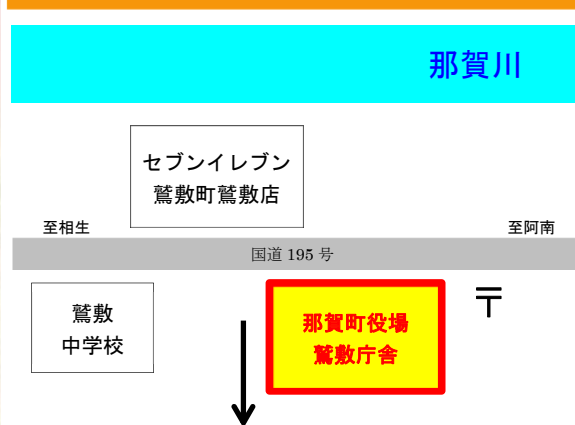 那賀川
セブンイレブン
鷲敷町鷲敷店
至相生
至阿南
国道 195 号
鷲敷
中学校
那賀町役場
鷲敷庁舎
〒